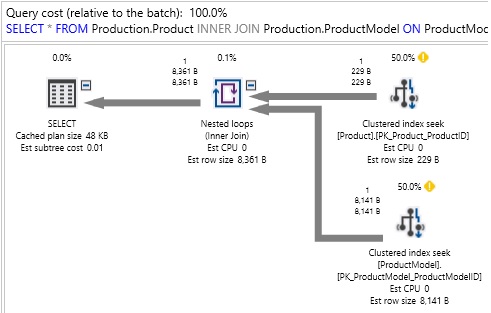 Query cost (relative to the batch): 100.0%
SELECT * FROM Production.Product INNER JOIN Production.ProductModel ON ProductMod
0.0%
SELECT
Cached plan size 48 KB
Est subtree cost 0.01
1
8,361 B
8,361 B
0.1%
Nested loops
(Inner Join)
Est CPU 0
Est row size 8,361 B
1
229 B
229 B
50.0%
Clustered index seek
[Product].[PK_Product_ProductID]
Est CPU 0
Est row size 229 B
1
8,141 B
8,141 B
50.0%
Clustered index seek
[ProductModel].
[PK_ProductModel_ProductModelID]
Est CPU 0
Est row size 8,141 B